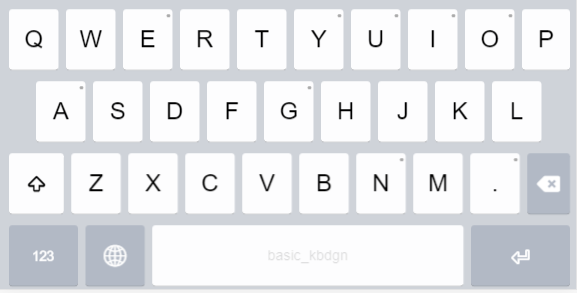 Q W E R T Y U I O P
A S D F G H J K L
Z X C V B N M .
123 basic_kbdgn